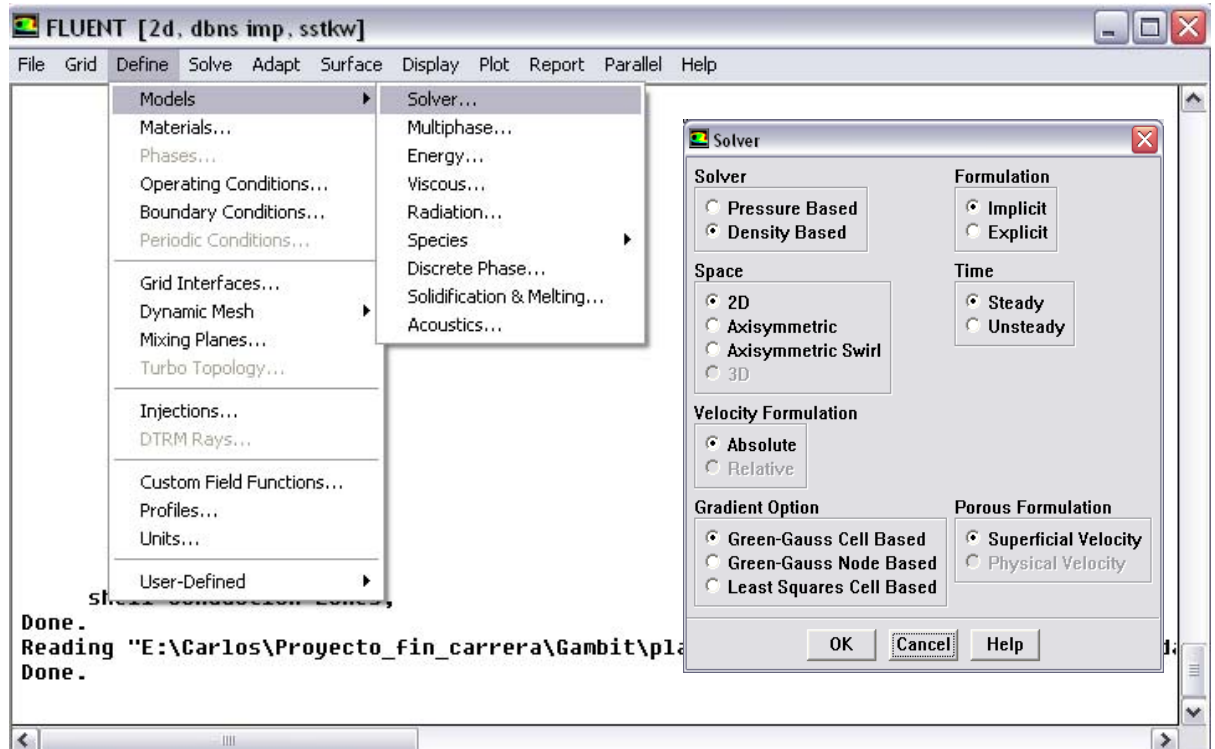 FLUENT [2d, dbns imp, sstkw]
File Grid Define Solve Adapt Surface Display Plot Report Parallel Help
Models
Materials...
Phases...
Operating Conditions...
Boundary Conditions...
Periodic Conditions...
Grid Interfaces...
Dynamic Mesh
Mixing Planes...
Turbo Topology...
Injections...
DTRM Rays...
Custom Field Functions...
Profiles...
Units...
User-Defined
Solver...
Multiphase...
Energy...
Viscous...
Radiation...
Species
Discrete Phase...
Solidification & Melting...
Acoustics...
Solver
Solver
Pressure Based
Density Based
Formulation
Implicit
Explicit
Space
2D
Axisymmetric
Axisymmetric Swirl
3D
Time
Steady
Unsteady
Velocity Formulation
Absolute
Relative
Gradient Option
Green-Gauss Cell Based
Green-Gauss Node Based
Least Squares Cell Based
Porous Formulation
Superficial Velocity
Physical Velocity
OK Cancel Help
shell conduction zones,
Done.
Reading "E:\Carlos\Proyecto_fin_carrera\Gambit\pla
Done.